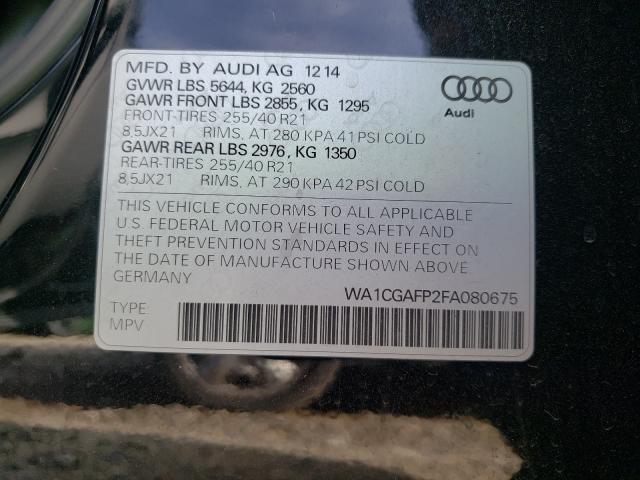 MFD. BY AUDI AG 1214
GVWR LBS 5644, KG 2560
GAWR FRONT LBS 2855, KG 1295
FRONT-TIRES 255/40 R21
8,5JX21 RIMS, AT 280 KPA 41 PSI COLD
GAWR REAR LBS 2976, KG 1350
REAR-TIRES 255/40 R21
8,5JX21 RIMS, AT 290 KPA 42 PSI COLD
Audi
THIS VEHICLE CONFORMS TO ALL APPLICABLE
U.S. FEDERAL MOTOR VEHICLE SAFETY AND
THEFT PREVENTION STANDARDS IN EFFECT ON
THE DATE OF MANUFACTURE SHOWN ABOVE
GERMANY
WA1CGAFP2FA080675
TYPE:
MPV